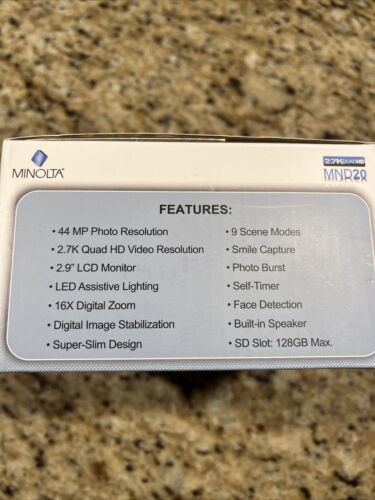 MINOLTA
2.7K QUAD HD
MND20
FEATURES:
• 44 MP Photo Resolution
• 2.7K Quad HD Video Resolution
• 2.9" LCD Monitor
• LED Assistive Lighting
• 16X Digital Zoom
• Digital Image Stabilization
• Super-Slim Design
• 9 Scene Modes
• Smile Capture
• Photo Burst
• Self-Timer
• Face Detection
• Built-in Speaker
• SD Slot: 128GB Max.